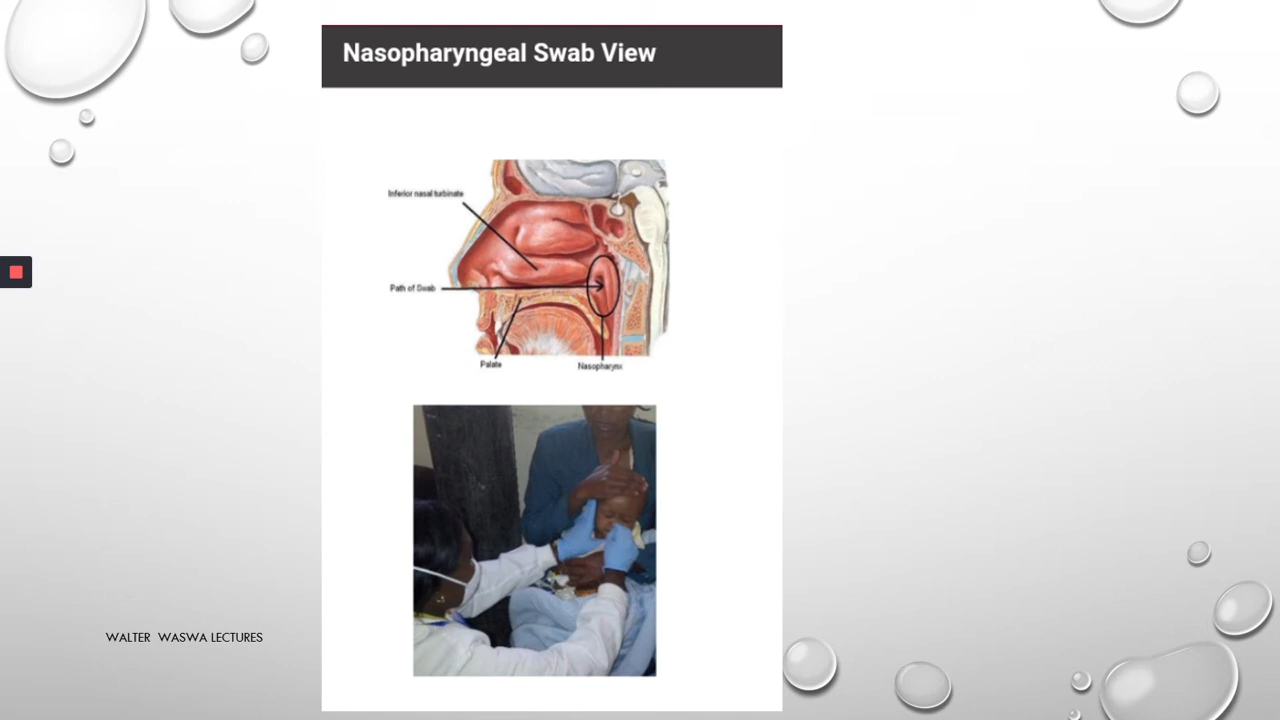 Nasopharyngeal Swab View
Inferior nasal turbinate
Path of Swab
Palate
Nasopharynx
WALTER WASWA LECTURES